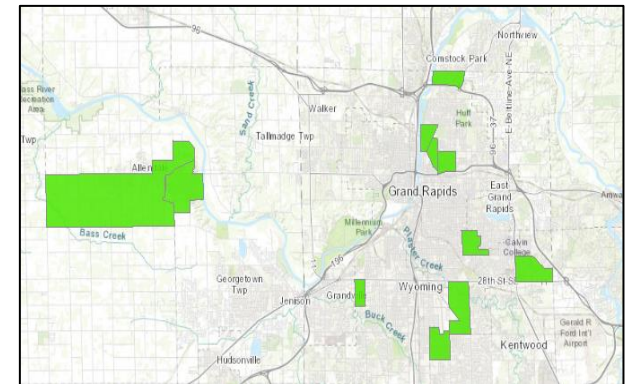 Northview
96
Comstock Park
E-Beltline-Ave-NE
Bass River
Recreation
Area
Sand Creek
Walker
Huff
Park
96
37
Twp
Tallmadge Twp
Allen
Grand Rapids
East
Grand
Rapids
Bass Creek
Millennium
Park
Plaster Creek
Calvin
College
196
Georgetown
Twp
28th St S
Jenison
Grandville
Wyoming
Buck Creek
Gerald R
Ford Int'l
Airport
Kentwood
Hudsonville